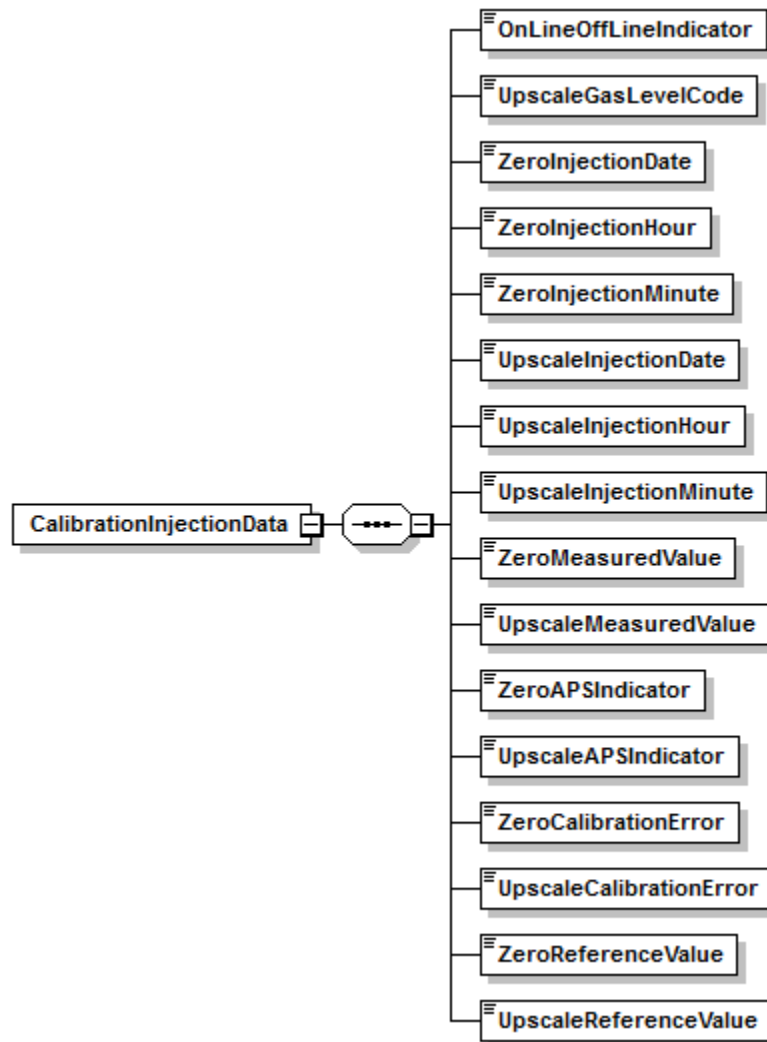 OnLineOffLineIndicator
UpscaleGasLevelCode
ZeroInjectionDate
ZeroInjectionHour
ZeroInjectionMinute
UpscaleInjectionDate
UpscaleInjectionHour
UpscaleInjectionMinute
CalibrationInjectionData
ZeroMeasuredValue
UpscaleMeasuredValue
ZeroAPSIndicator
UpscaleAPSIndicator
ZeroCalibrationError
UpscaleCalibrationError
ZeroReferenceValue
UpscaleReferenceValue